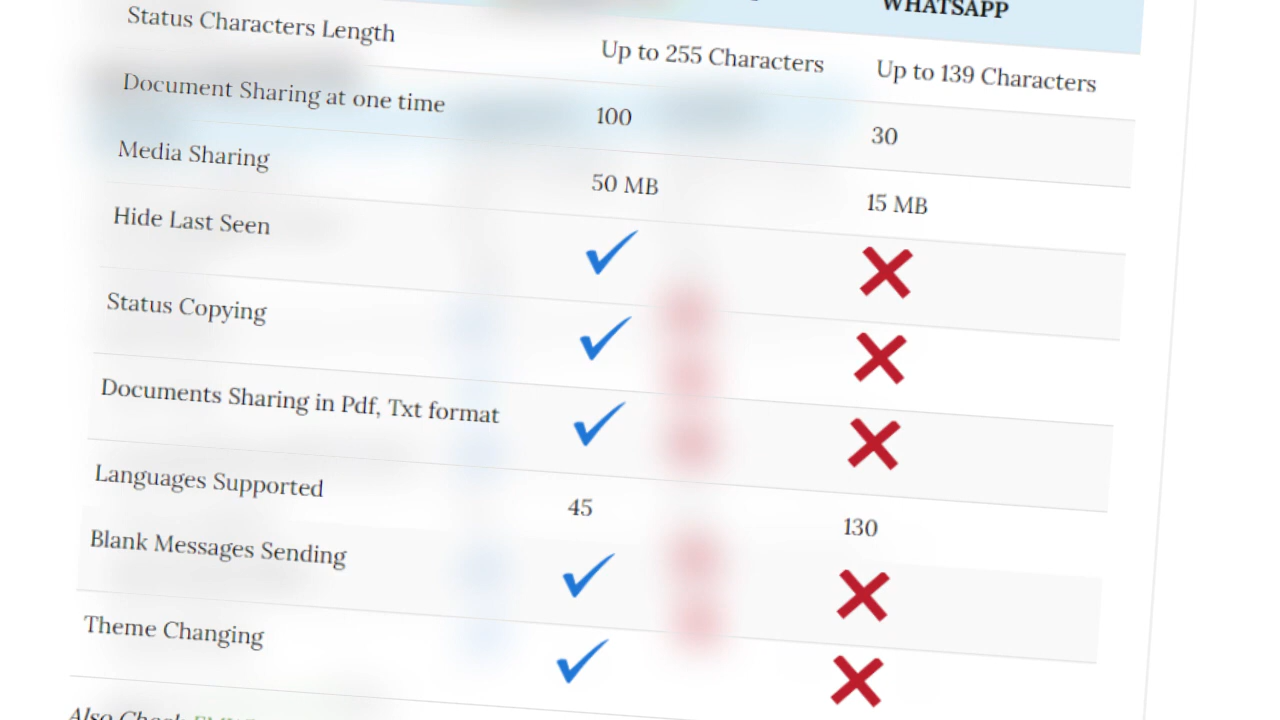 WHATSAPP
Status Characters Length Up to 255 Characters Up to 139 Characters
Document Sharing at one time 100 30
Media Sharing 50 MB 15 MB
Hide Last Seen
Status Copying
Documents Sharing in Pdf, Txt format
Languages Supported 45 130
Blank Messages Sending
Theme Changing
Also Check